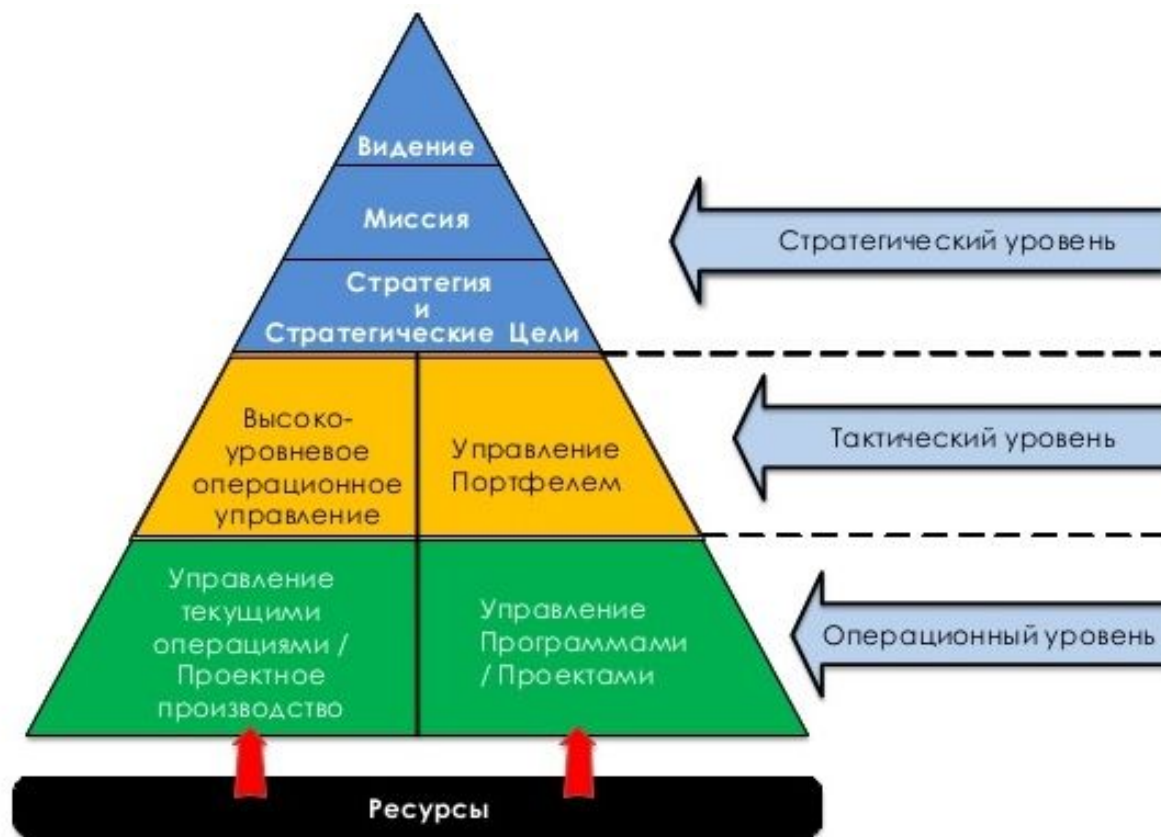 Видение
Миссия
Стратегия
и
Стратегические Цели
Стратегический уровень
Высоко-
уровневое
операционное
управление
Управление
Портфелем
Тактический уровень
Управление
текущими
операциями /
Проектное
производство
Управление
Программами
/ Проектами
Операционный уровень
Ресурсы